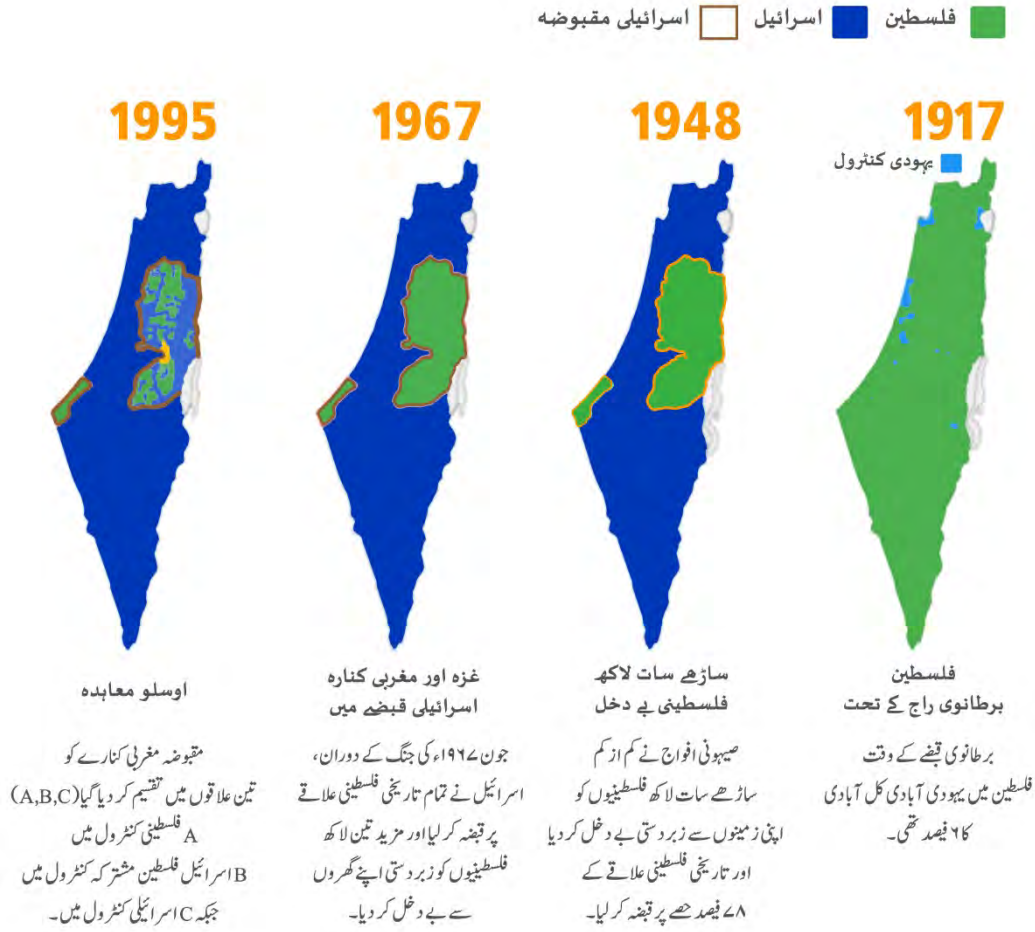 فلسطین
اسرائیل
اسرائیلی مقبوضہ
1917
یہودی کنٹرول
فلسطین
برطانوی راج کے تحت
برطانوی قبضے کے وقت
فلسطین میں یہودی آبادی کل آبادی
کا ۶ فیصد تھی۔
1948
ساڑھے سات لاکھ
فلسطینی بے دخل
صیہونی افواج نے کم از کم
ساڑھے سات لاکھ فلسطینیوں کو
اپنی زمینوں سے زبردستی بے دخل کر دیا
اور تاریخی فلسطینی علاقے کے
۷۸ فیصد حصے پر قبضہ کر لیا۔
1967
غزہ اور مغربی کنارہ
اسرائیلی قبضے میں
جون ۱۹۶۷ء کی جنگ کے دوران،
اسرائیل نے تمام تاریخی فلسطینی علاقے
پر قبضہ کر لیا اور مزید تین لاکھ
فلسطینیوں کو زبردستی اپنے گھروں
سے بے دخل کر دیا۔
1995
اوسلو معاہدہ
مقبوضہ مغربی کنارے کو
تین علاقوں میں تقسیم کر دیا گیا (A,B,C)
A فلسطینی کنٹرول میں
B اسرائیل فلسطین مشترکہ کنٹرول میں
جبکہ C اسرائیلی کنٹرول میں۔